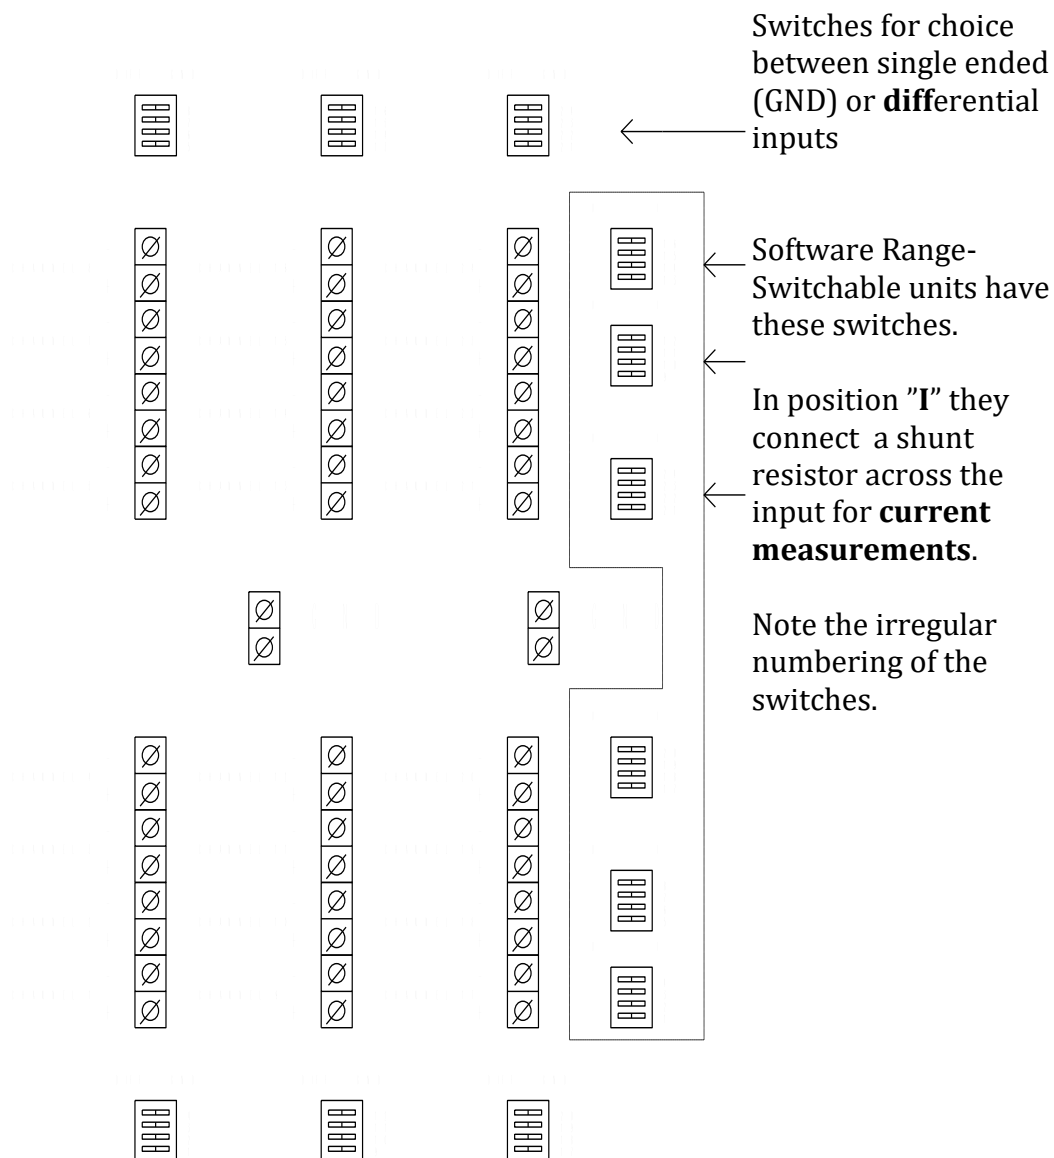 Switches for choice
between single ended
(GND) or differential
inputs
Software Range-
Switchable units have
these switches.
In position ”I” they
connect  a shunt
resistor across the
input for current
measurements.
Note the irregular
numbering of the
switches.